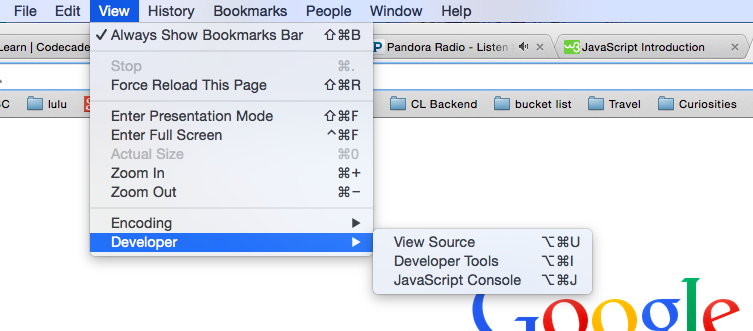 File Edit View History Bookmarks People Window Help
Learn | Codecade
Pandora Radio - Listen
JavaScript Introduction
lulu
CL Backend
bucket list
Travel
Curiosities
✓ Always Show Bookmarks Bar ⇧⌘B
Stop ⌘.
Force Reload This Page ⇧⌘R
Enter Presentation Mode ⇧⌘F
Enter Full Screen ^⌘F
Actual Size ⌘0
Zoom In ⌘+
Zoom Out ⌘−
Encoding ▶
Developer ▶
View Source ⌥⌘U
Developer Tools ⌥⌘I
JavaScript Console ⌥⌘J
Google